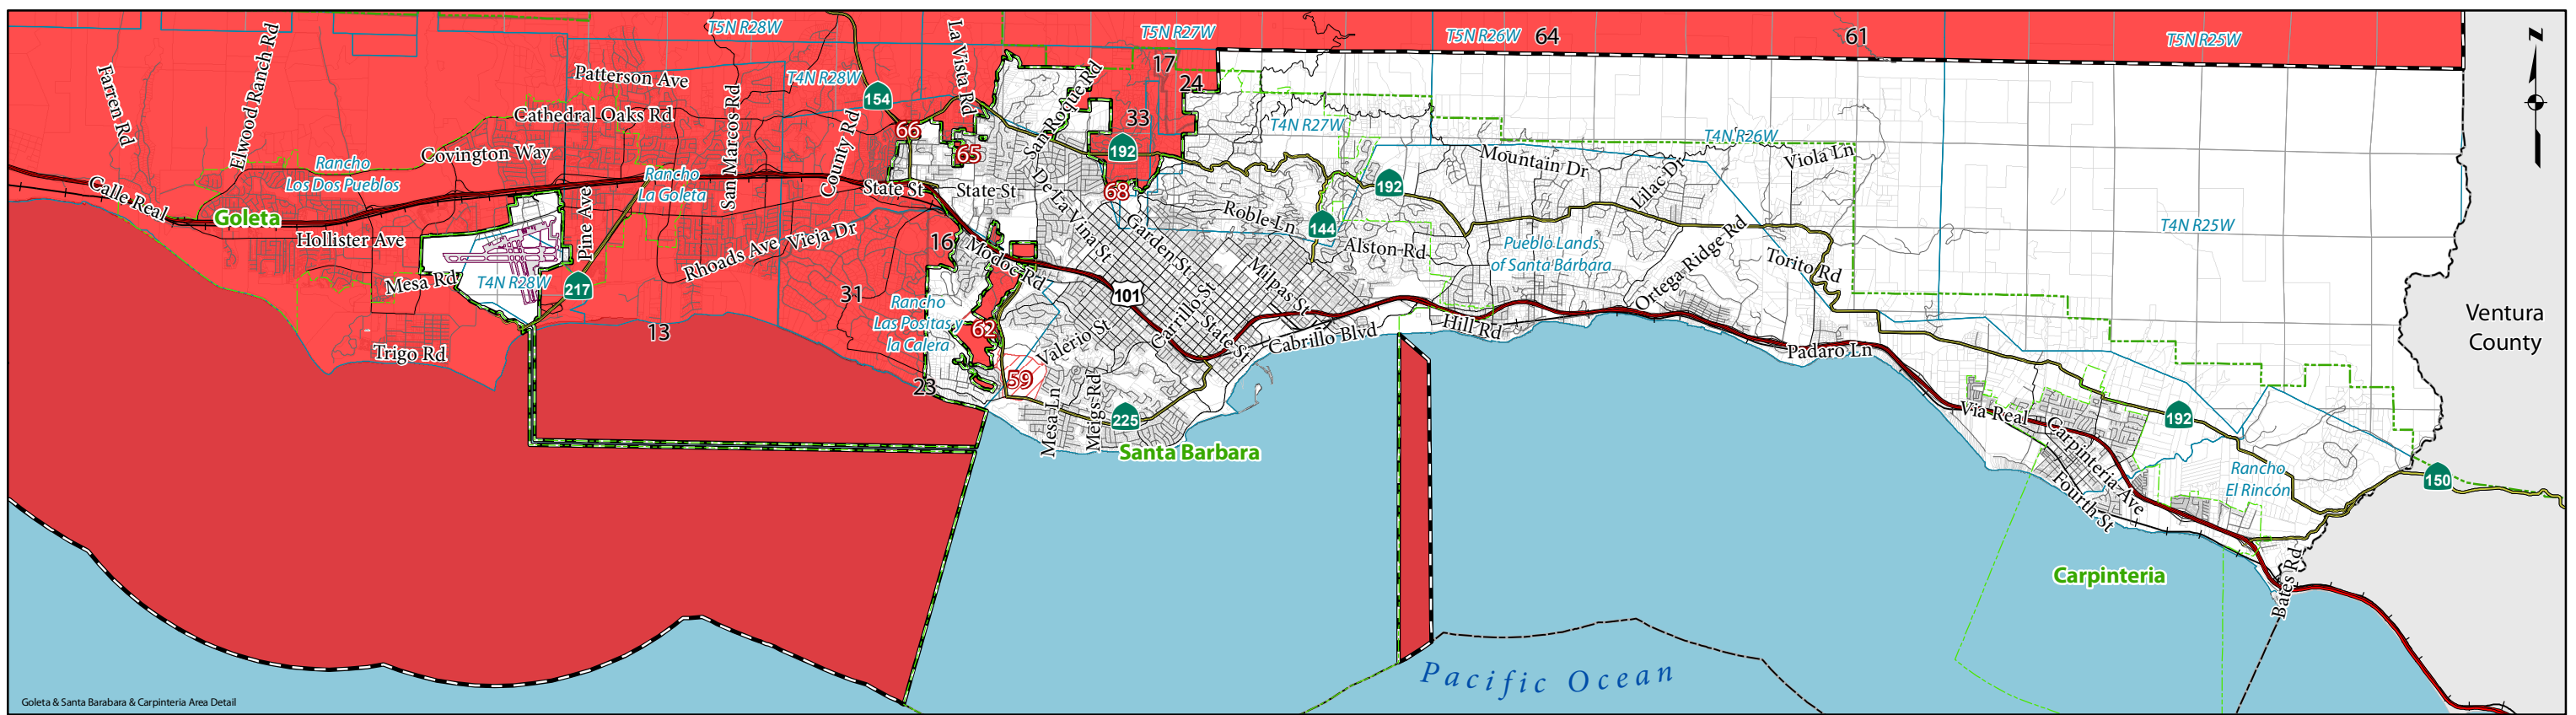 T5N R28W
T5N R27W
T5N R26W
64
61
T5N R25W
N
Farren Rd
Elwood Ranch Rd
Patterson Ave
T4N R28W
154
La Vista Rd
San Roque Rd
17
24
Cathedral Oaks Rd
San Marcos Rd
County Rd
66
33
T4N R27W
T4N R26W
Covington Way
65
192
Mountain Dr
Viola Ln
Rancho
Los Dos Pueblos
Rancho
La Goleta
State St
State St
68
192
Lilac Dr
Calle Real
Goleta
Pine Ave
De La Vina St
Garden St
Roble Ln
144
T4N R25W
Hollister Ave
Rhoads Ave
Vieja Dr
16
Modoc Rd
Alston Rd
Pueblo Lands
of Santa Bárbara
Ortega Ridge Rd
Torito Rd
Mesa Rd
T4N R28W
217
31
Rancho
Las Positas y
la Calera
101
Milpas St
Carrillo St
State St
Ventura
County
13
62
Valerio St
Cabrillo Blvd
Hill Rd
Padaro Ln
Trigo Rd
23
59
Mesa Ln
Meigs Rd
225
Santa Barbara
Via Real
192
Carpinteria Ave
Fourth St
Rancho
El Rincón
150
Carpinteria
Bates Rd
Pacific Ocean
Goleta & Santa Barabara & Carpinteria Area Detail